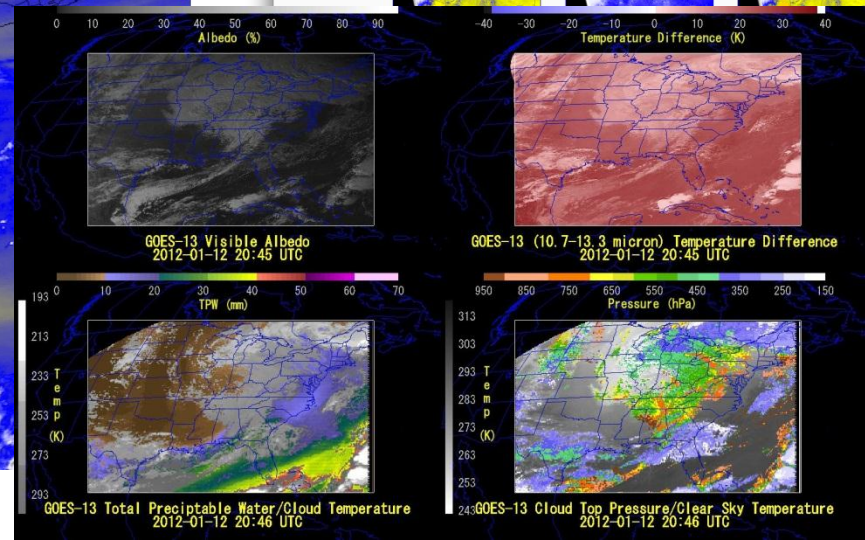 0 10 20 30 40 50 60 70 80 90
Albedo (%)
-40 -30 -20 -10 0 10 20 30 40
Temperature Difference (K)
GOES-13 Visible Albedo
2012-01-12 20:45 UTC
GOES-13 (10.7-13.3 micron) Temperature Difference
2012-01-12 20:45 UTC
0 10 20 30 40 50 60 70
TPW (mm)
193
213
233
253
273
293
Temp
(K)
GOES-13 Total Preciptable Water/Cloud Temperature
2012-01-12 20:46 UTC
950 850 750 650 550 450 350 250 150
Pressure (hPa)
313
303
293
283
273
263
253
243
Temp
(K)
GOES-13 Cloud Top Pressure/Clear Sky Temperature
2012-01-12 20:46 UTC